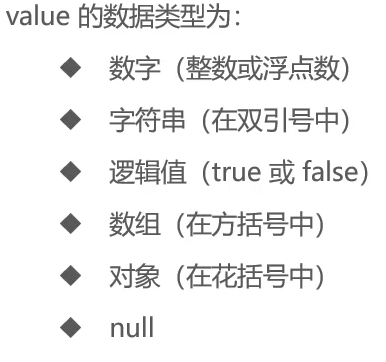 value 的数据类型为：
◆ 数字（整数或浮点数）
◆ 字符串（在双引号中）
◆ 逻辑值（true 或 false）
◆ 数组（在方括号中）
◆ 对象（在花括号中）
◆ null